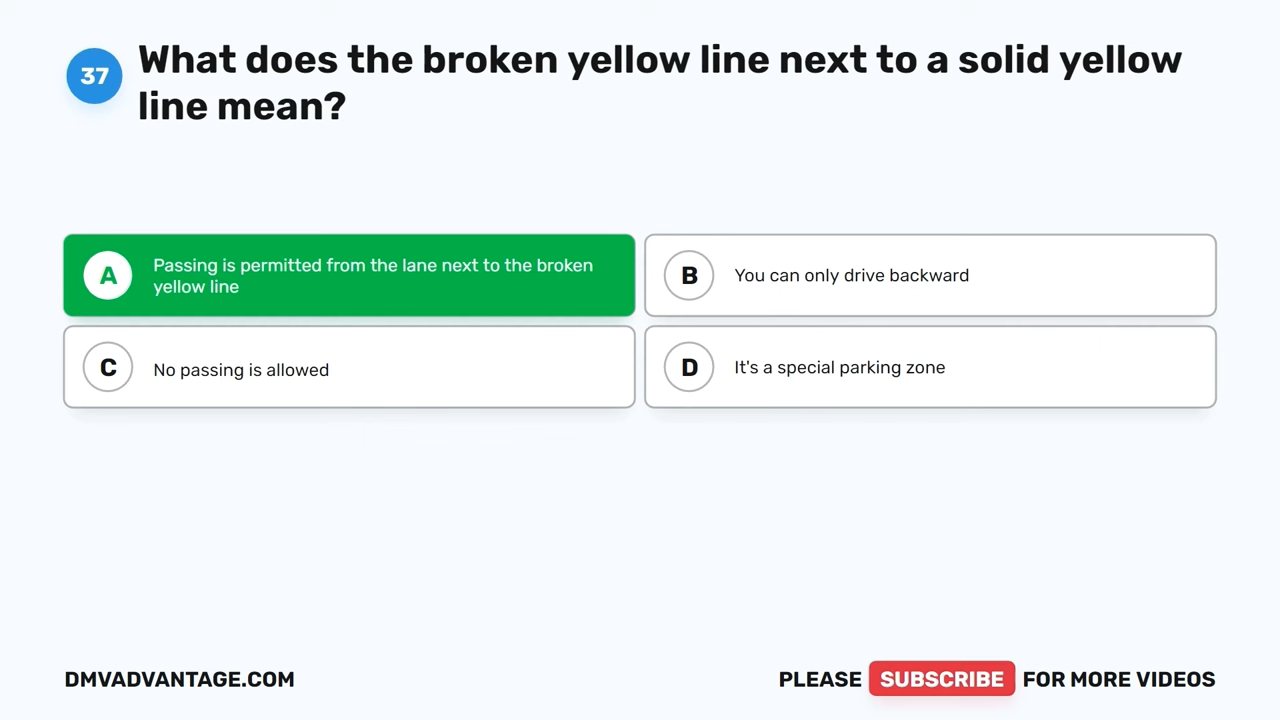 37
What does the broken yellow line next to a solid yellow
line mean?
A
Passing is permitted from the lane next to the broken
yellow line
B
You can only drive backward
C
No passing is allowed
D
It's a special parking zone
DMVADVANTAGE.COM
PLEASE SUBSCRIBE FOR MORE VIDEOS